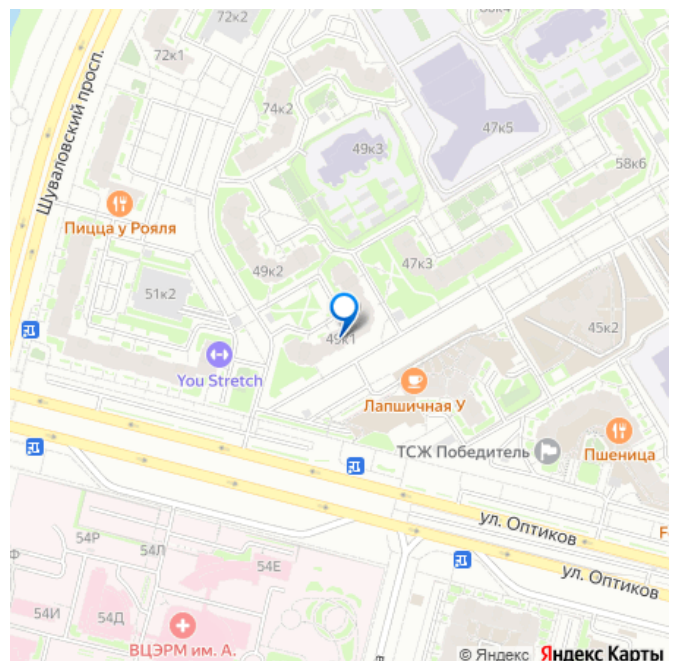 72к2
68к4
72к1
Шуваловский просп.
74к2
47к5
49к3
58к6
Пицца у Рояля
49к2
47к3
51к2
45к2
49к1
You Stretch
Лапшичная У
ТСЖ Победитель
Пшеница
ул. Оптиков
54Р
54Л
54Е
ул. Оптиков
54И
54Д
ВЦЭРМ им. А.
© Яндекс Яндекс Карты